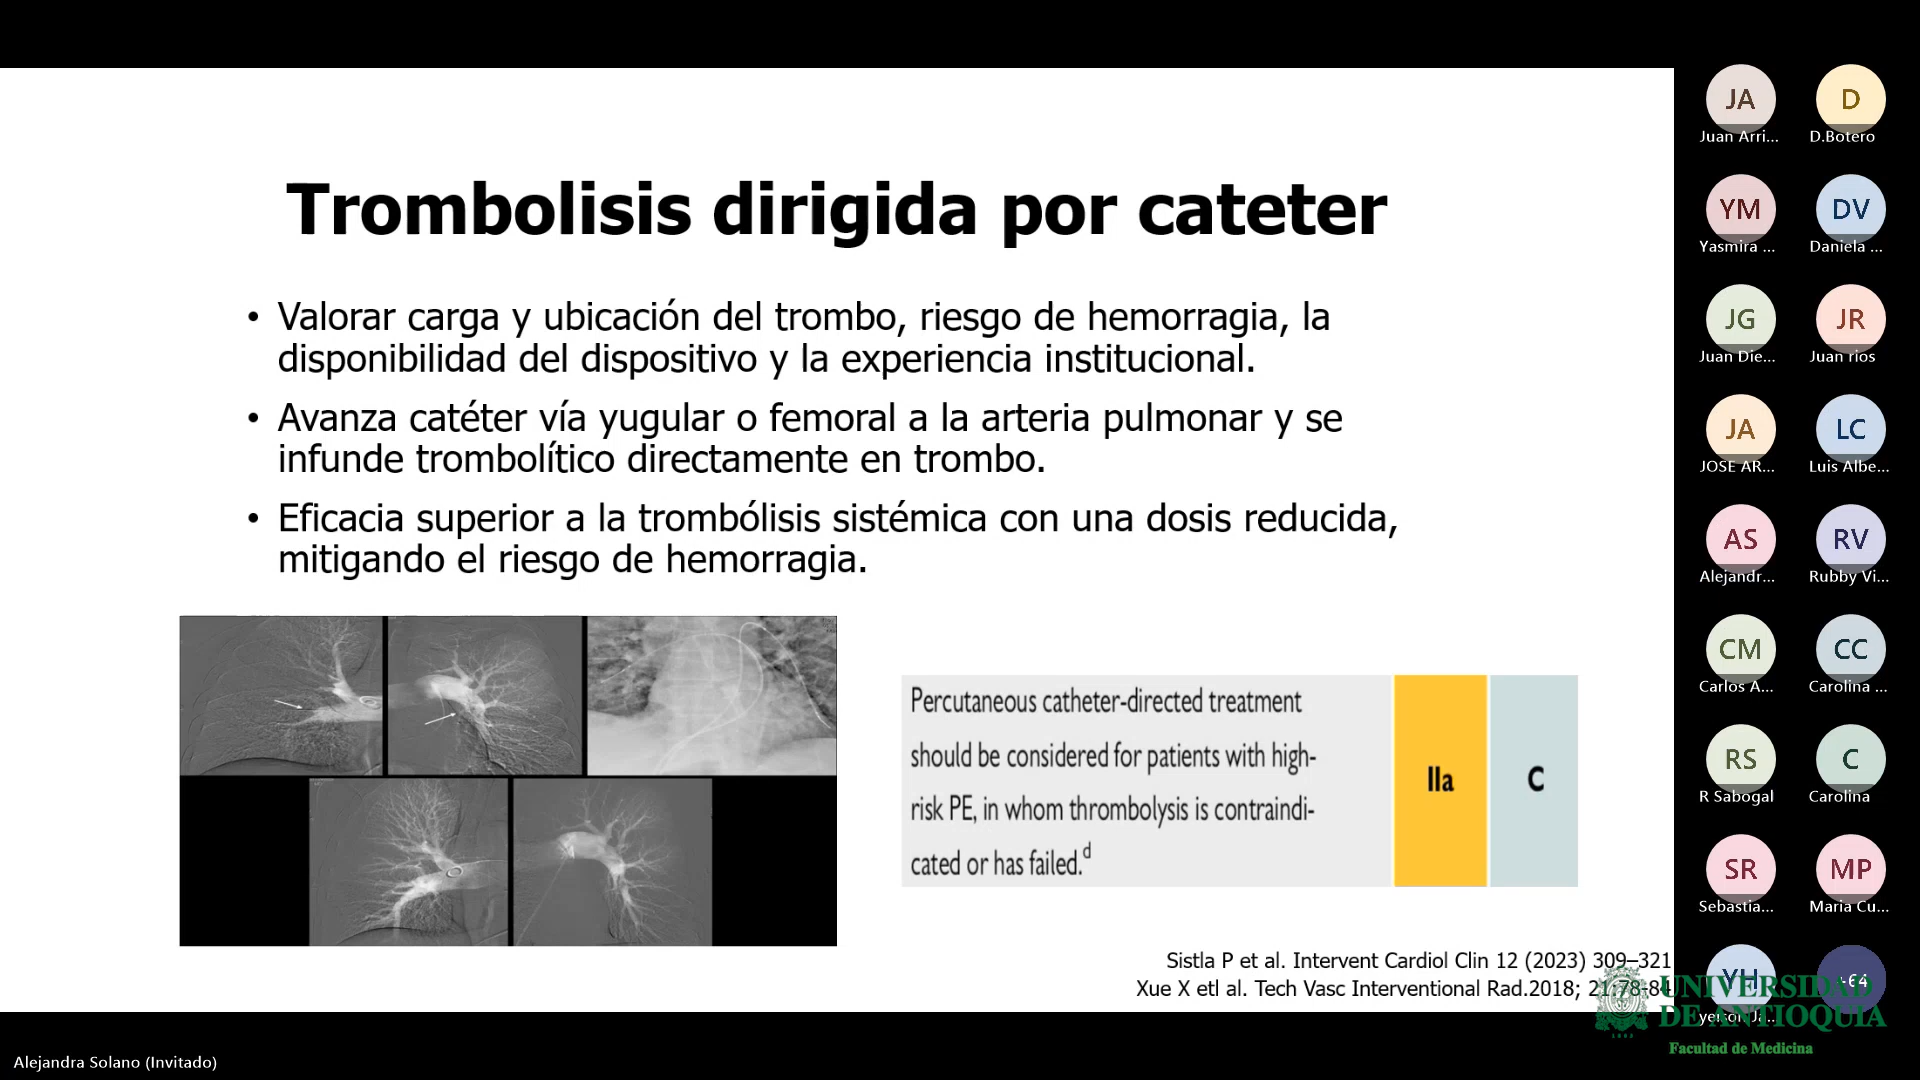 Trombolisis dirigida por cateter
• Valorar carga y ubicación del trombo, riesgo de hemorragia, la
disponibilidad del dispositivo y la experiencia institucional.
• Avanza catéter vía yugular o femoral a la arteria pulmonar y se
infunde trombolítico directamente en trombo.
• Eficacia superior a la trombólisis sistémica con una dosis reducida,
mitigando el riesgo de hemorragia.
Percutaneous catheter-directed treatment
should be considered for patients with high-
risk PE, in whom thrombolysis is contraindi-
cated or has failed.d
IIa
C
Sistla P et al. Intervent Cardiol Clin 12 (2023) 309–321
Xue X etl al. Tech Vasc Interventional Rad.2018; 21:78-84
JA
Juan Arri...
D
D.Botero
YM
Yasmira ...
DV
Daniela ...
JG
Juan Die...
JR
Juan rios
JA
JOSE AR...
LC
Luis Albe...
AS
Alejandr...
RV
Rubby Vi...
CM
Carlos A...
CC
Carolina ...
RS
R Sabogal
C
Carolina
SR
Sebastia...
MP
Maria Cu...
YH
+64
UNIVERSIDAD
DE ANTIOQUIA
Facultad de Medicina
Alejandra Solano (Invitado)